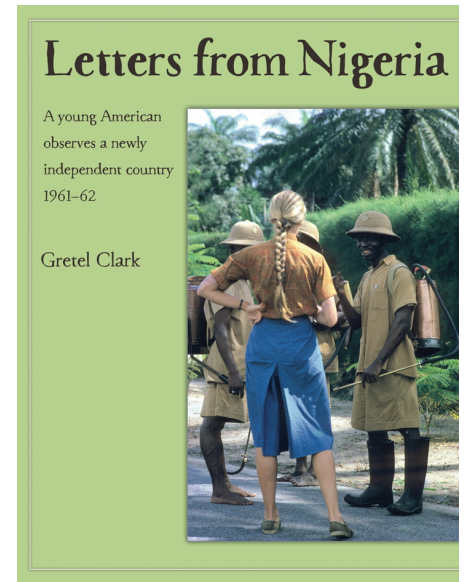 Letters from Nigeria
A young American
observes a newly
independent country
1961–62
Gretel Clark